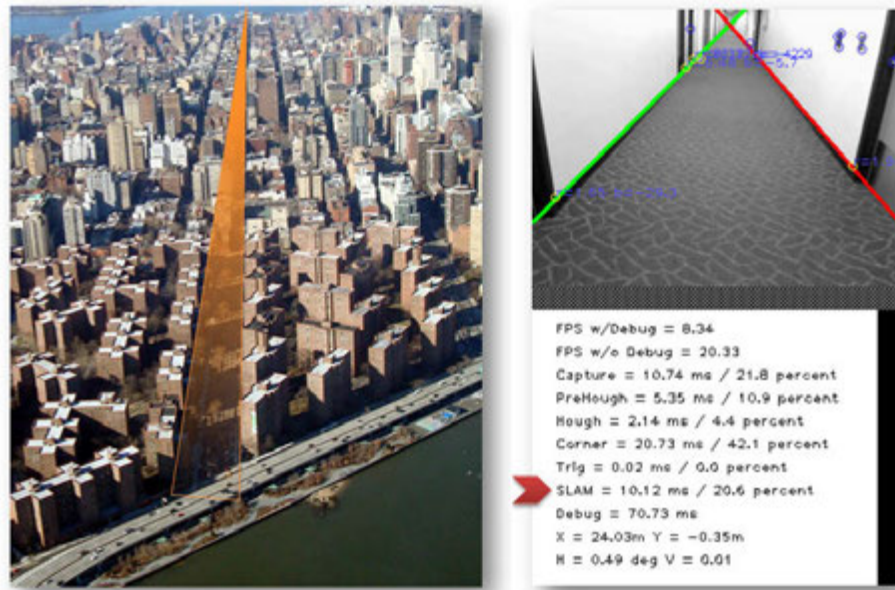 FPS w/Debug = 8.34
FPS w/o Debug = 20.33
Capture = 10.74 ms / 21.8 percent
PreHough = 5.35 ms / 10.9 percent
Hough = 2.14 ms / 4.4 percent
Corner = 20.73 ms / 42.1 percent
Trig = 0.02 ms / 0.0 percent
SLAM = 10.12 ms / 20.6 percent
Debug = 70.73 ms
X = 24.03m Y = -0.35m
H = 0.49 deg V = 0.01